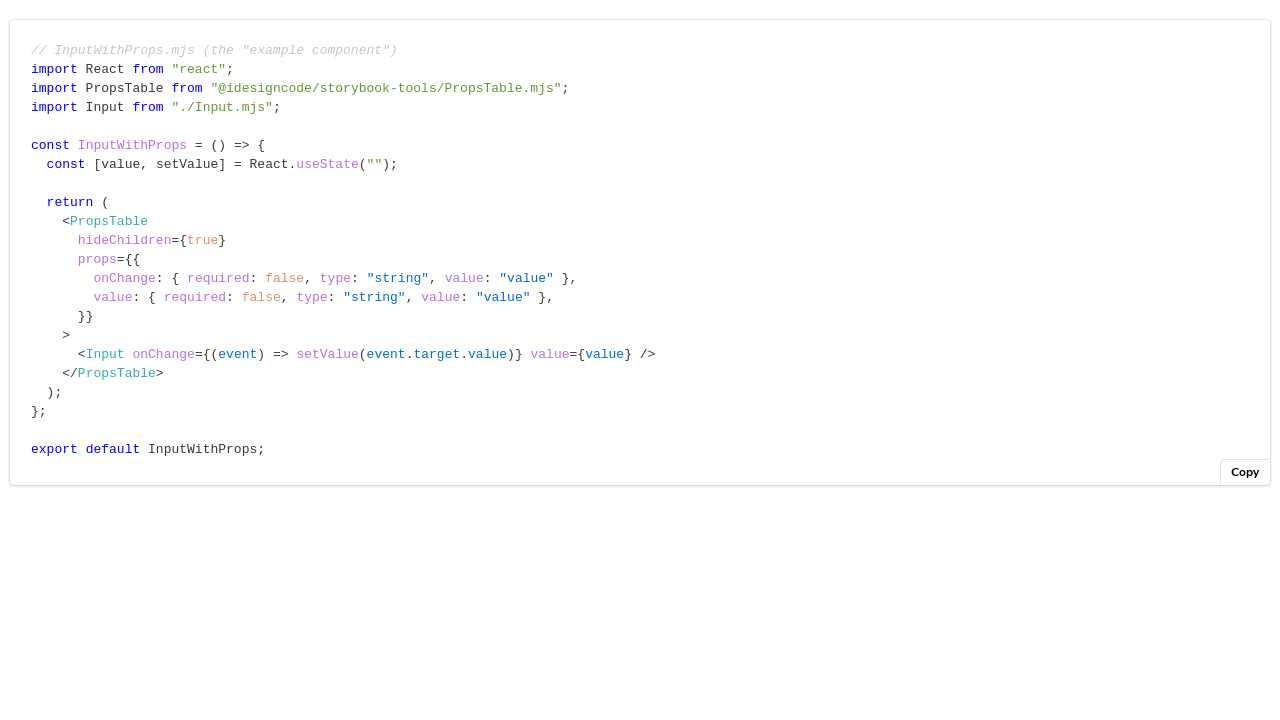 // InputWithProps.mjs (the "example component")
import React from "react";
import PropsTable from "@idesigncode/storybook-tools/PropsTable.mjs";
import Input from "./Input.mjs";

const InputWithProps = () => {
  const [value, setValue] = React.useState("");

  return (
    <PropsTable
      hideChildren={true}
      props={{
        onChange: { required: false, type: "string", value: "value" },
        value: { required: false, type: "string", value: "value" },
      }}
    >
      <Input onChange={(event) => setValue(event.target.value)} value={value} />
    </PropsTable>
  );
};

export default InputWithProps;
Copy